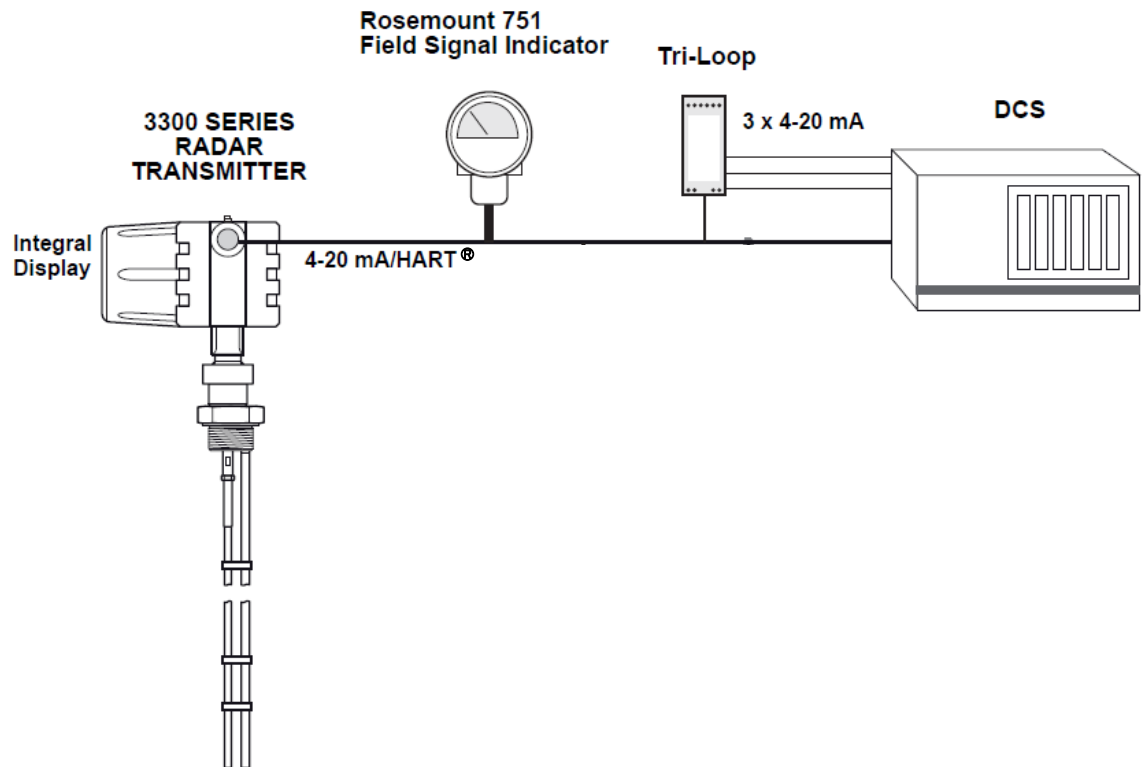 Rosemount 751
Field Signal Indicator
Tri-Loop
3 x 4-20 mA
DCS
3300 SERIES
RADAR
TRANSMITTER
Integral
Display
4-20 mA/HART ®